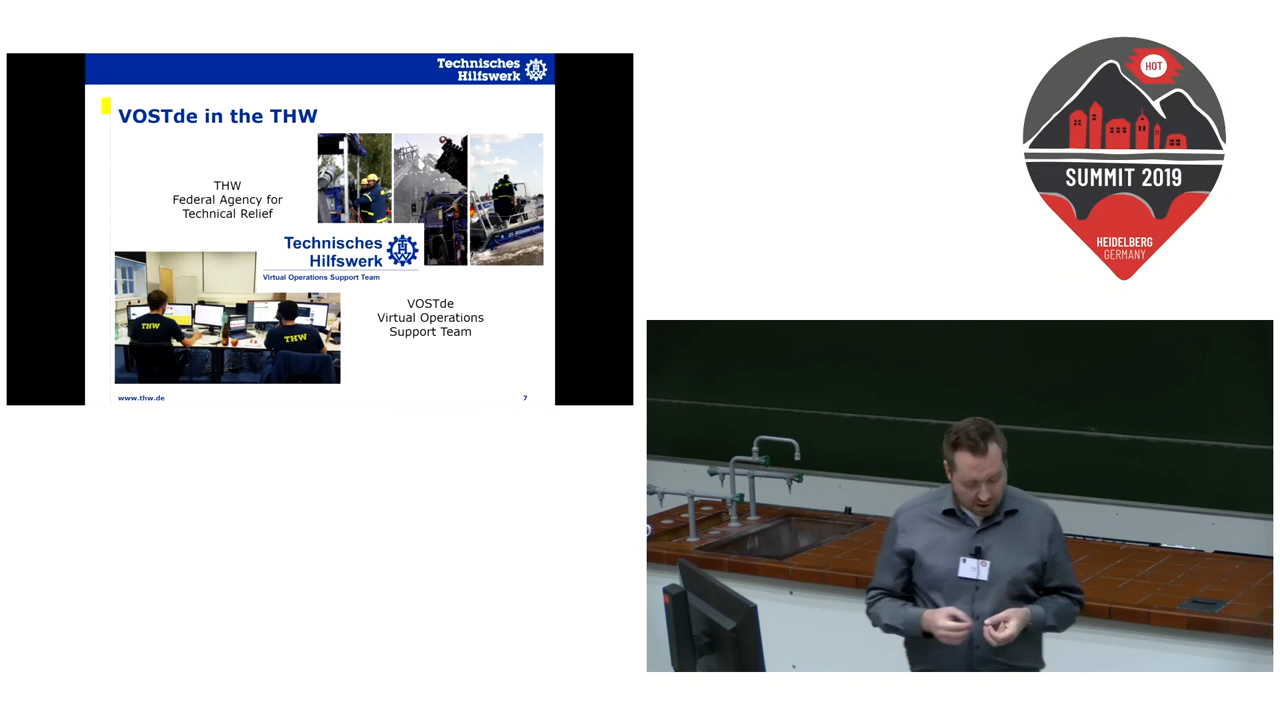 Technisches
Hilfswerk
VOSTde in the THW
THW
Federal Agency for
Technical Relief
Technisches
Hilfswerk
THW
Virtual Operations Support Team
VOSTde
Virtual Operations
Support Team
THW
THW
www.thw.de
7
HOT
SUMMIT 2019
HEIDELBERG
GERMANY